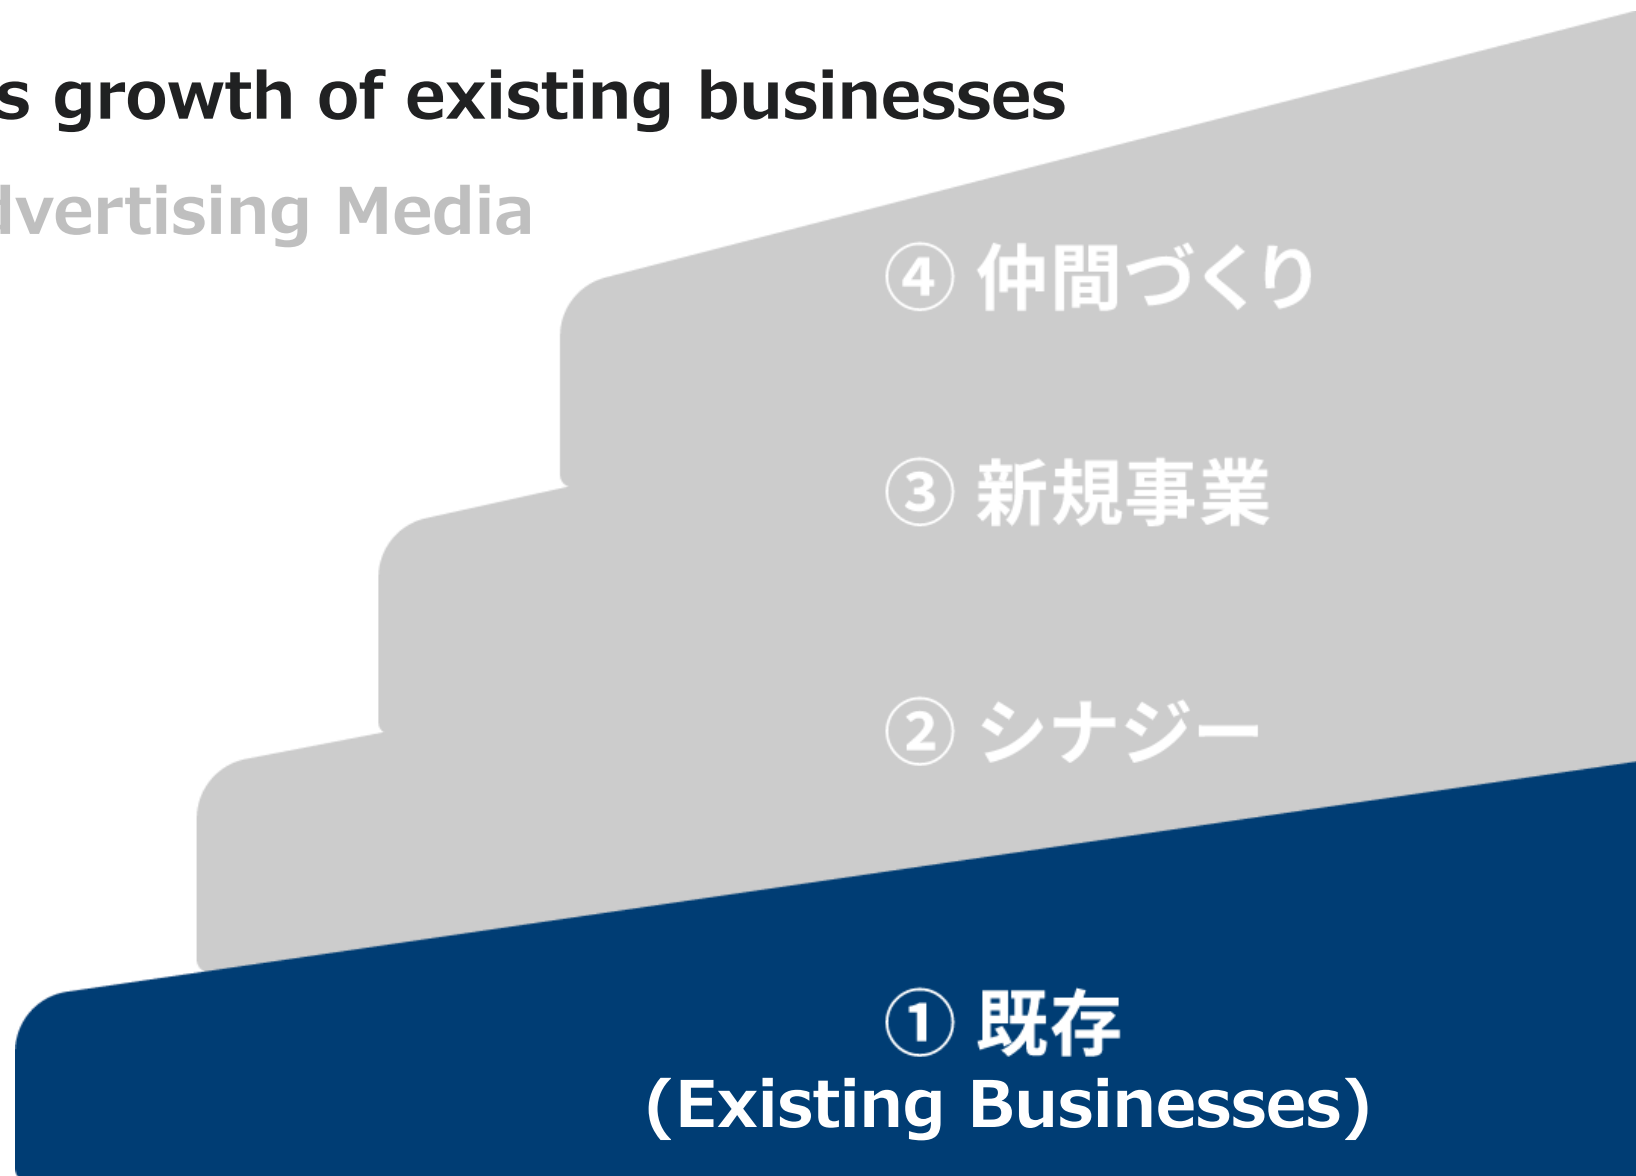 s growth of existing businesses
dvertising Media
④ 仲間づくり
③ 新規事業
② シナジー
① 既存
(Existing Businesses)